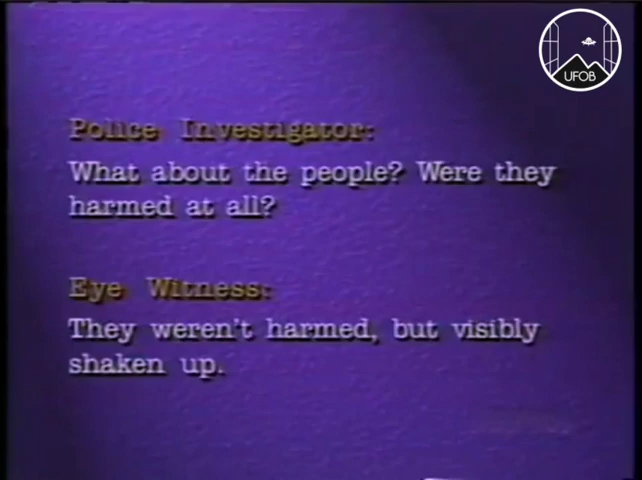 UFOB
Police Investigator:
What about the people? Were they
harmed at all?
Eye Witness:
They weren't harmed, but visibly
shaken up.